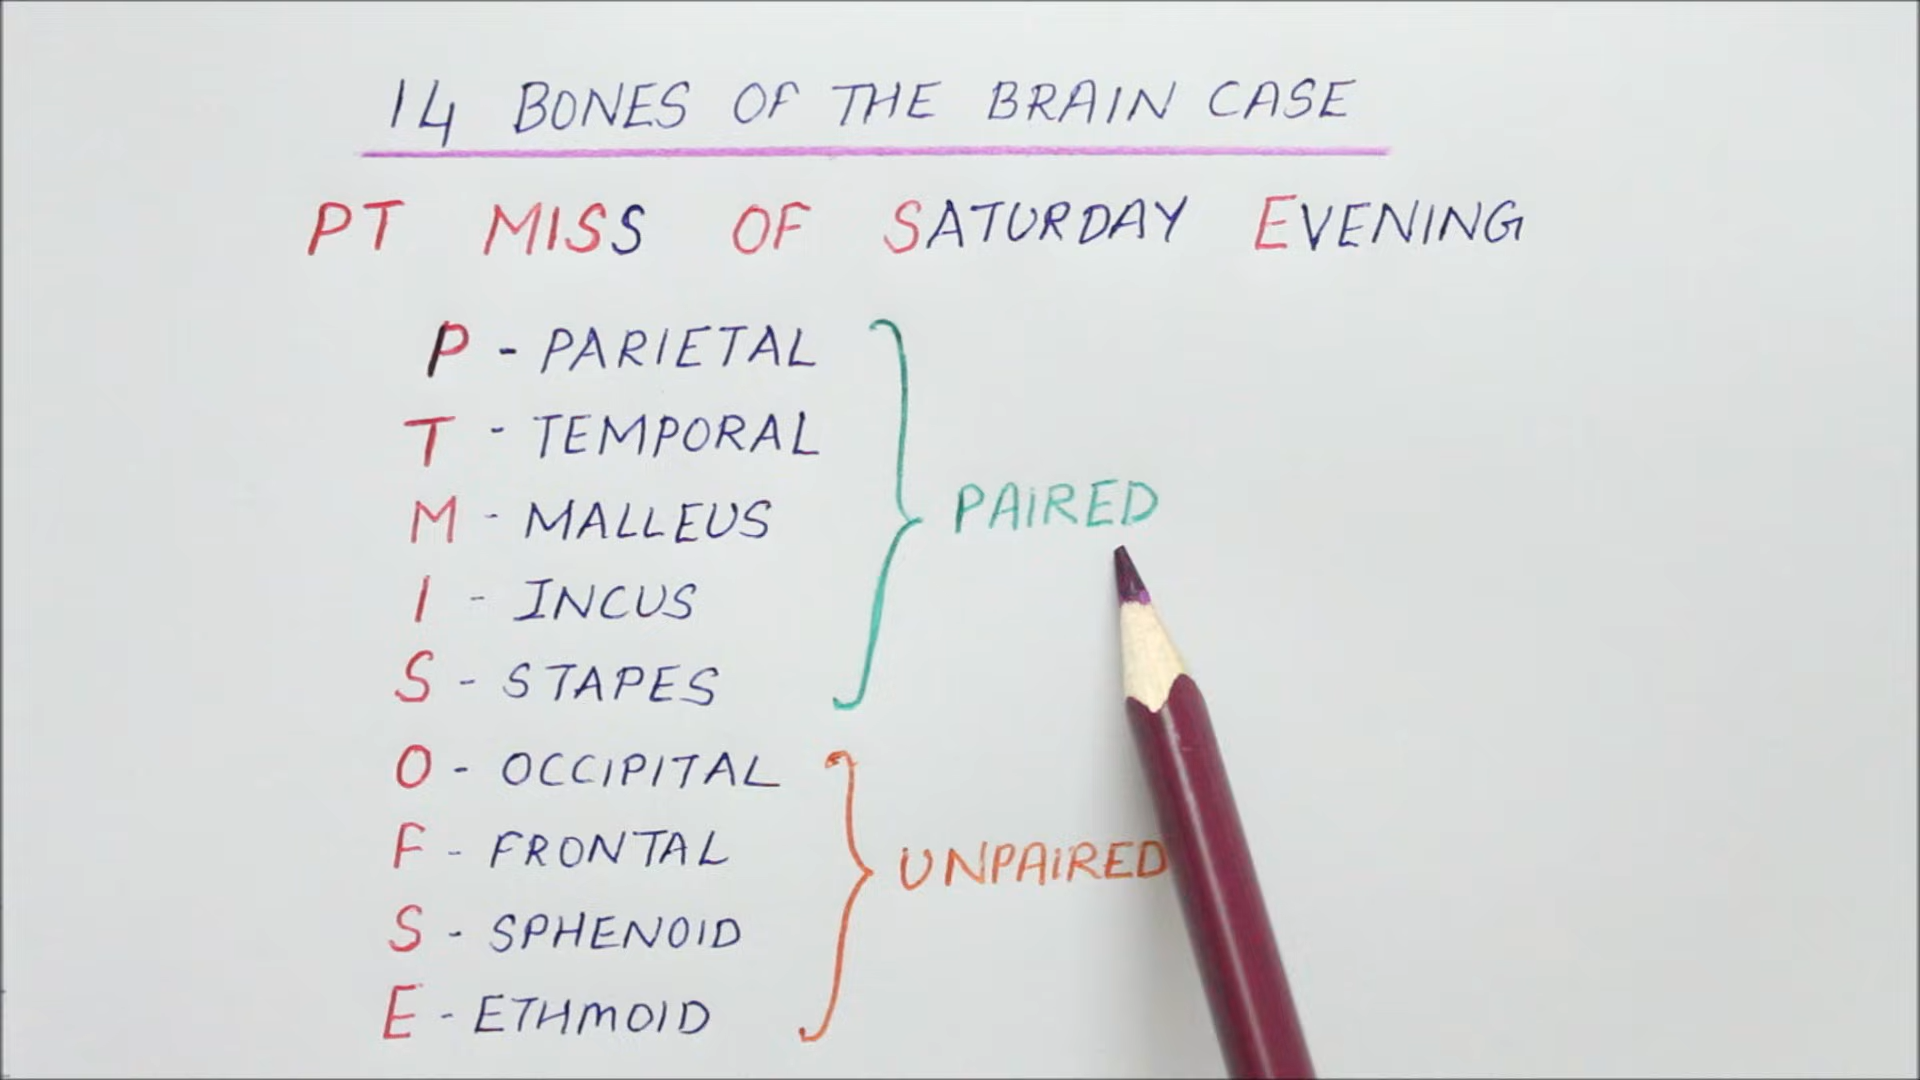 14 BONES OF THE BRAIN CASE
PT MISS OF SATURDAY EVENING
P - PARIETAL
T - TEMPORAL
M - MALLEUS
I - INCUS
S - STAPES
PAIRED
O - OCCIPITAL
F - FRONTAL
S - SPHENOID
E - ETHMOID
UNPAIRED